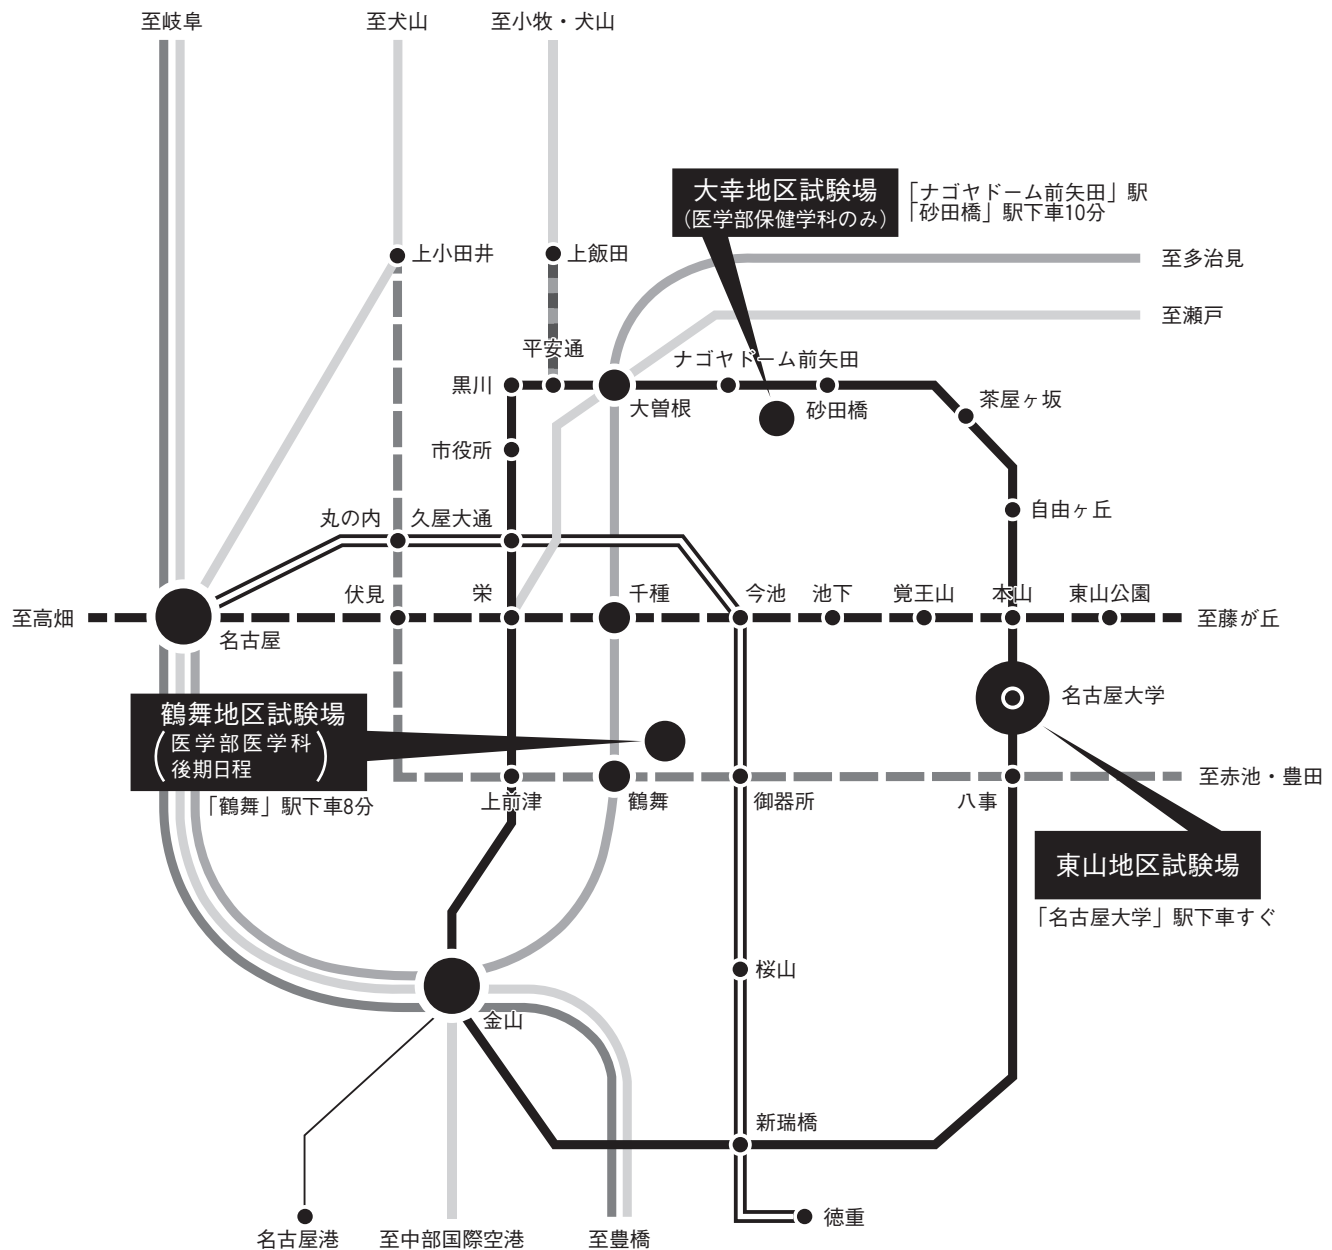 至岐阜
至犬山
至小牧・犬山
大幸地区試験場
（医学部保健学科のみ）
「ナゴヤドーム前矢田」駅
「砂田橋」駅下車10分
上小田井
上飯田
至多治見
至瀬戸
平安通
ナゴヤドーム前矢田
黒川
大曽根
砂田橋
茶屋ヶ坂
市役所
自由ヶ丘
丸の内
久屋大通
伏見
栄
千種
今池
池下
覚王山
本山
東山公園
至高畑
至藤が丘
名古屋
名古屋大学
鶴舞地区試験場
（医学部医学科
後期日程）
「鶴舞」駅下車8分
上前津
鶴舞
御器所
八事
至赤池・豊田
東山地区試験場
「名古屋大学」駅下車すぐ
桜山
金山
新瑞橋
徳重
名古屋港
至中部国際空港
至豊橋